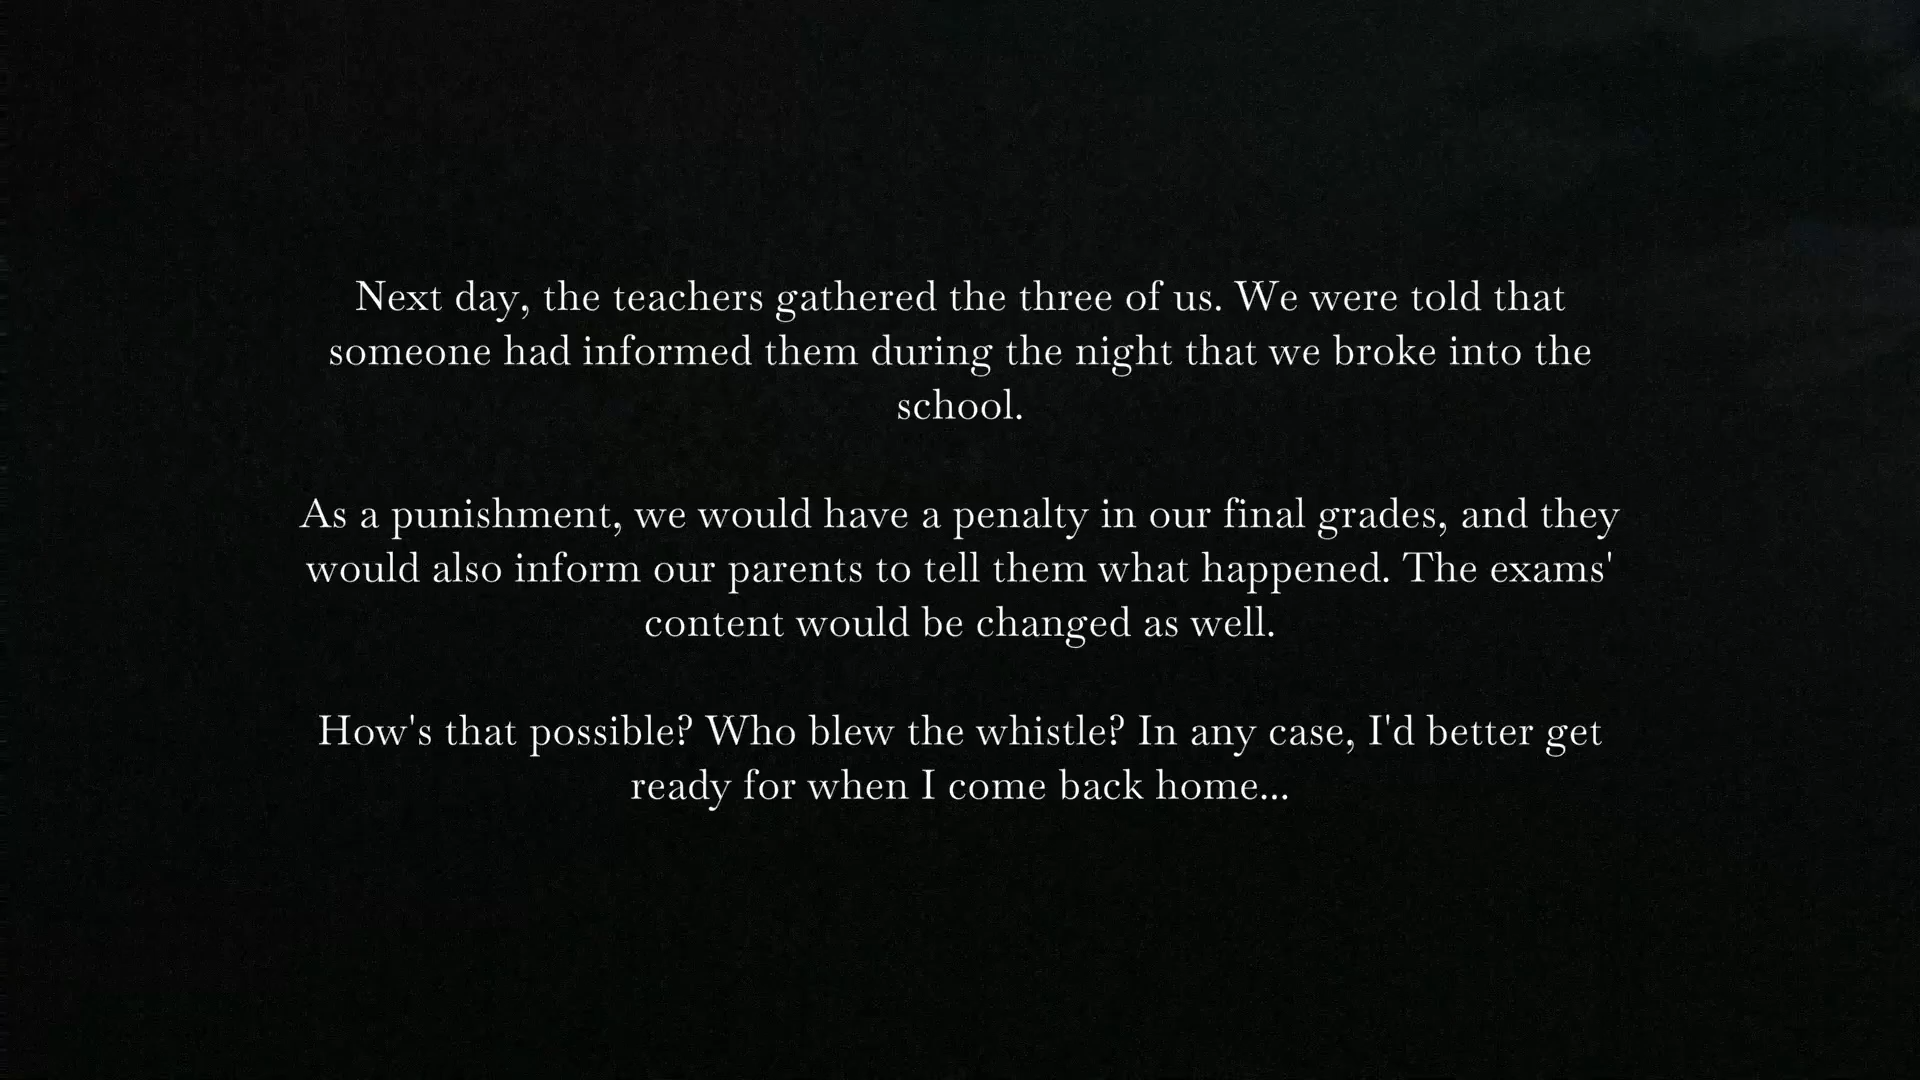 Next day, the teachers gathered the three of us. We were told that
someone had informed them during the night that we broke into the
school.
As a punishment, we would have a penalty in our final grades, and they
would also inform our parents to tell them what happened. The exams'
content would be changed as well.
How's that possible? Who blew the whistle? In any case, I'd better get
ready for when I come back home...